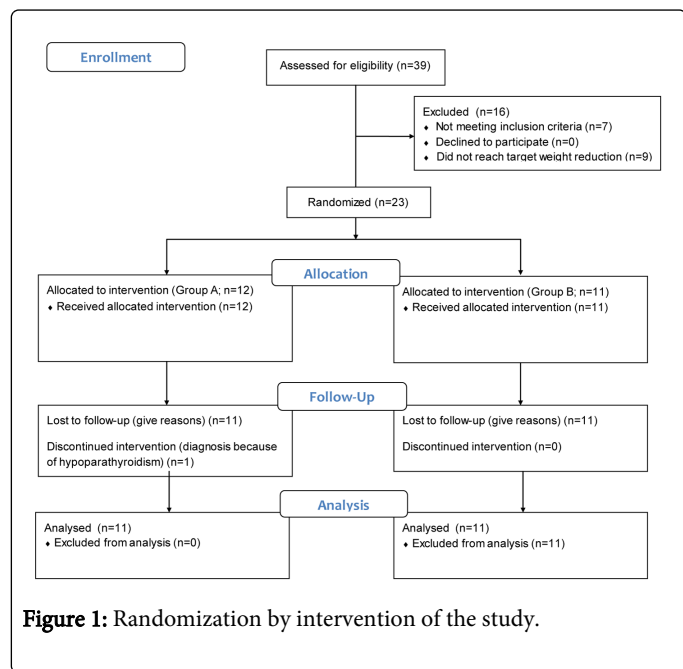 Enrollment
Assessed for eligibility (n=39)
Excluded (n=16)
♦ Not meeting inclusion criteria (n=7)
♦ Declined to participate (n=0)
♦ Did not reach target weight reduction (n=9)
Randomized (n=23)
Allocation
Allocated to intervention (Group A; n=12)
♦ Received allocated intervention (n=12)
Allocated to intervention (Group B; n=11)
♦ Received allocated intervention (n=11)
Follow-Up
Lost to follow-up (give reasons) (n=11)
Discontinued intervention (diagnosis because
of hypoparathyroidism) (n=1)
Lost to follow-up (give reasons) (n=11)
Discontinued intervention (n=0)
Analysis
Analysed (n=11)
♦ Excluded from analysis (n=0)
Analysed (n=11)
♦ Excluded from analysis (n=11)
Figure 1: Randomization by intervention of the study.